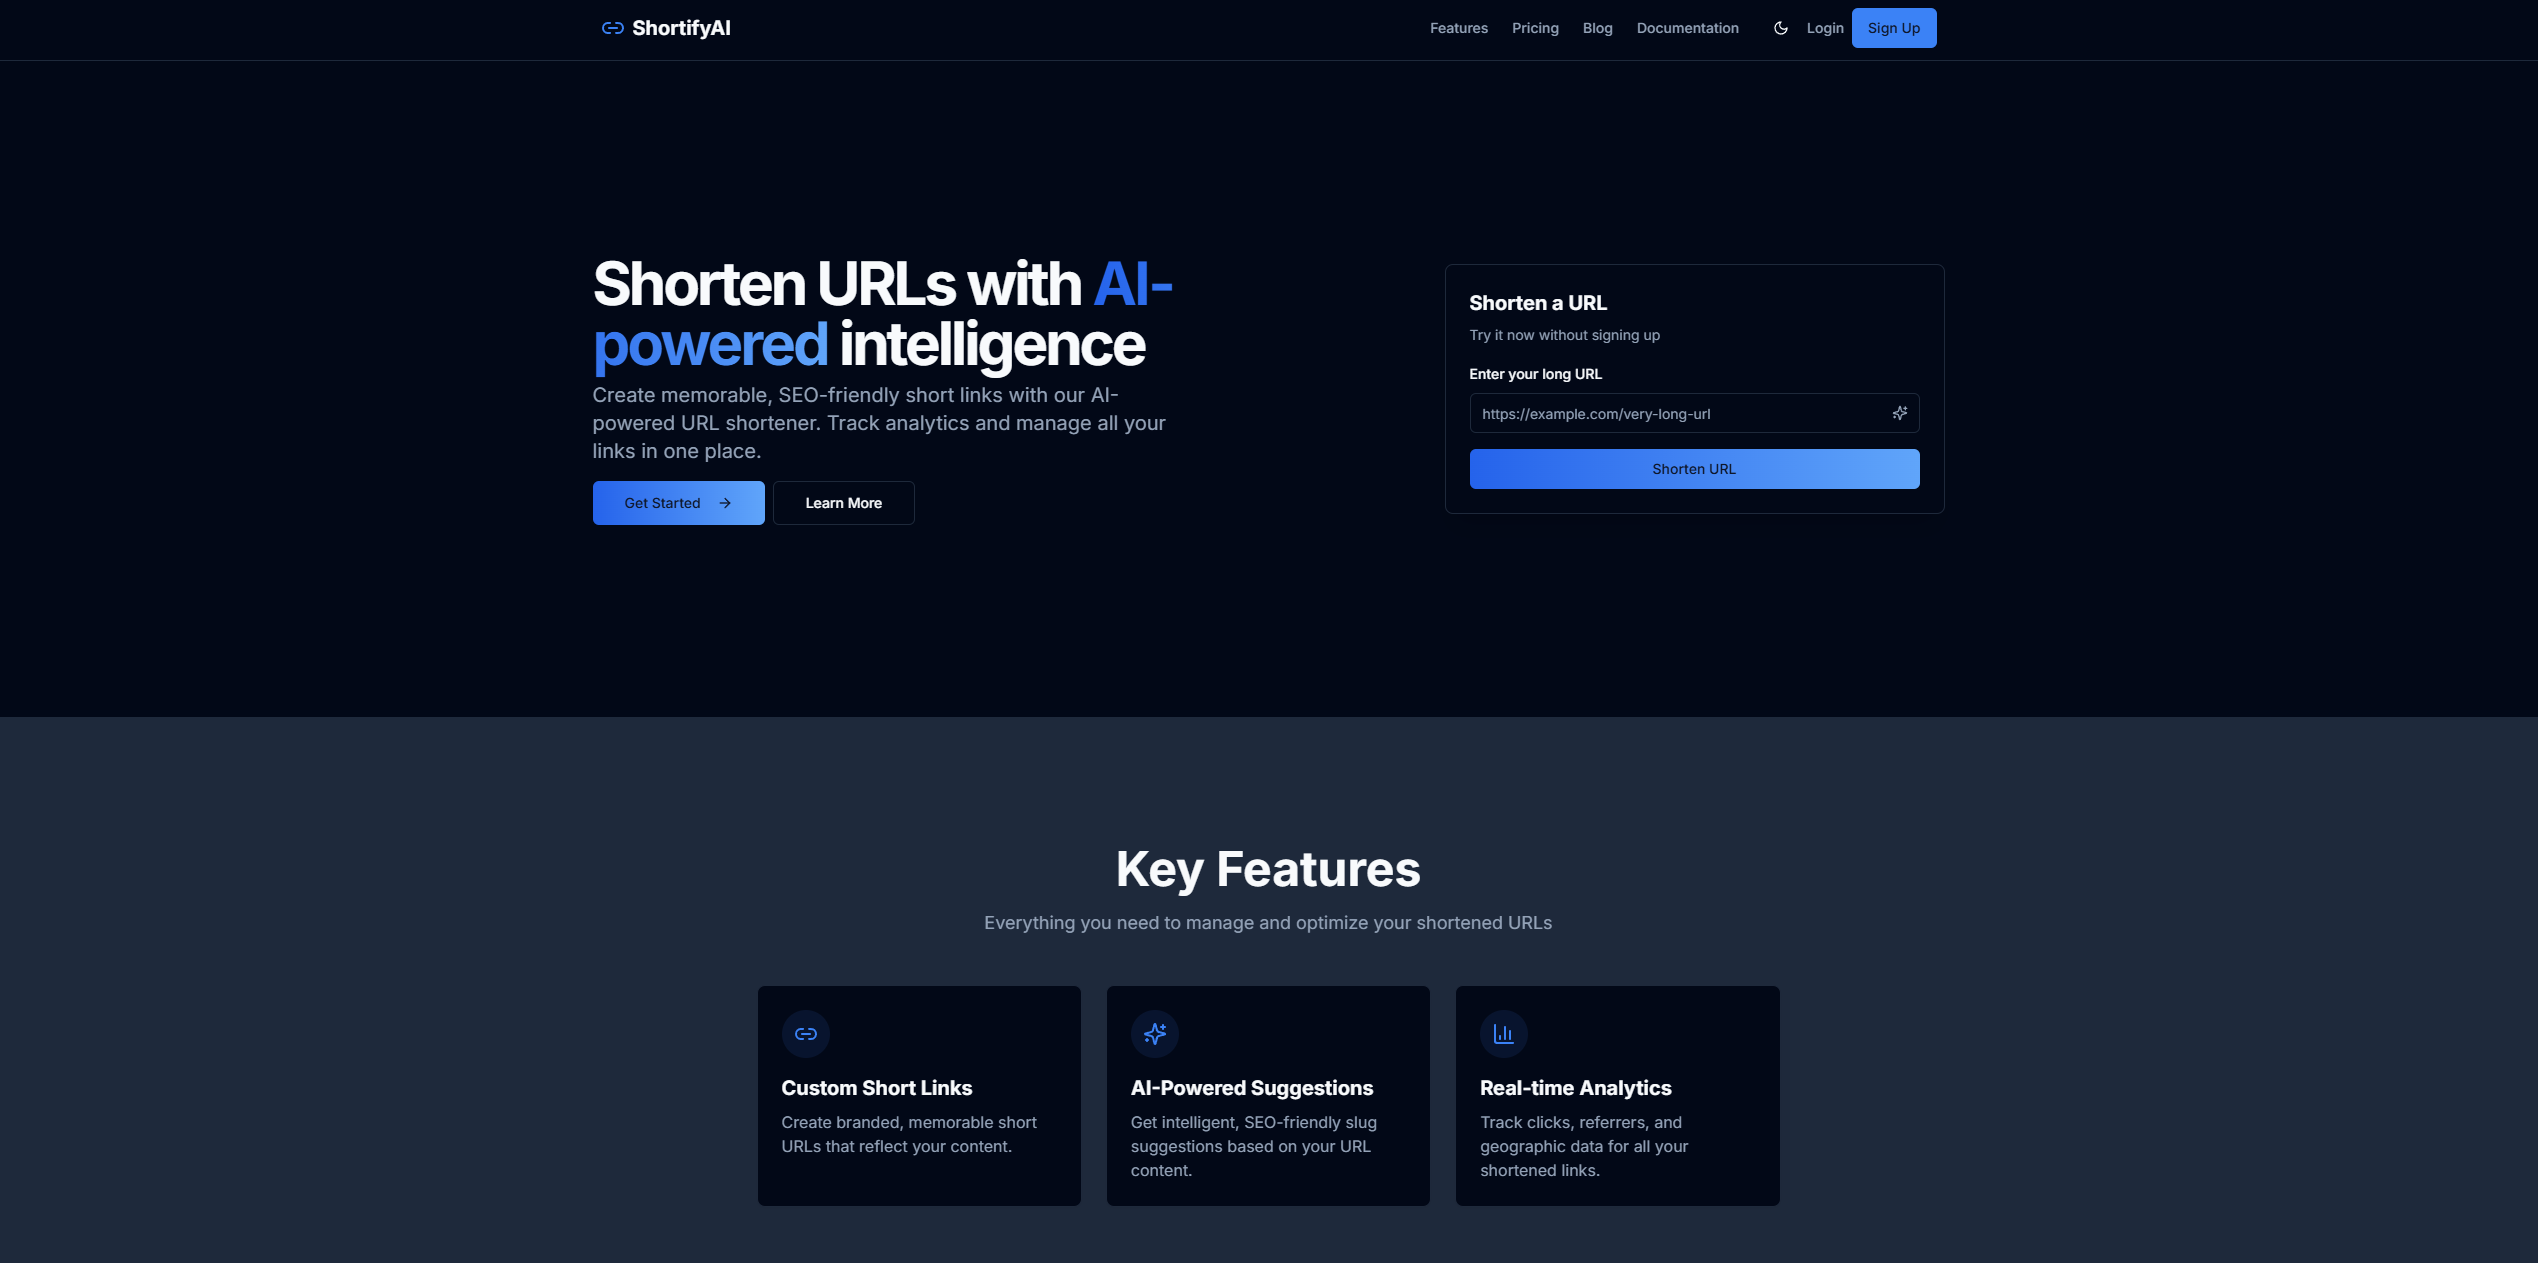 ShortifyAI
Features
Pricing
Blog
Documentation
Login
Sign Up
Shorten URLs with AI-
powered intelligence
Create memorable, SEO-friendly short links with our AI-
powered URL shortener. Track analytics and manage all your
links in one place.
Get Started
Learn More
Shorten a URL
Try it now without signing up
Enter your long URL
https://example.com/very-long-url
Shorten URL
Key Features
Everything you need to manage and optimize your shortened URLs
Custom Short Links
Create branded, memorable short
URLs that reflect your content.
AI-Powered Suggestions
Get intelligent, SEO-friendly slug
suggestions based on your URL
content.
Real-time Analytics
Track clicks, referrers, and
geographic data for all your
shortened links.